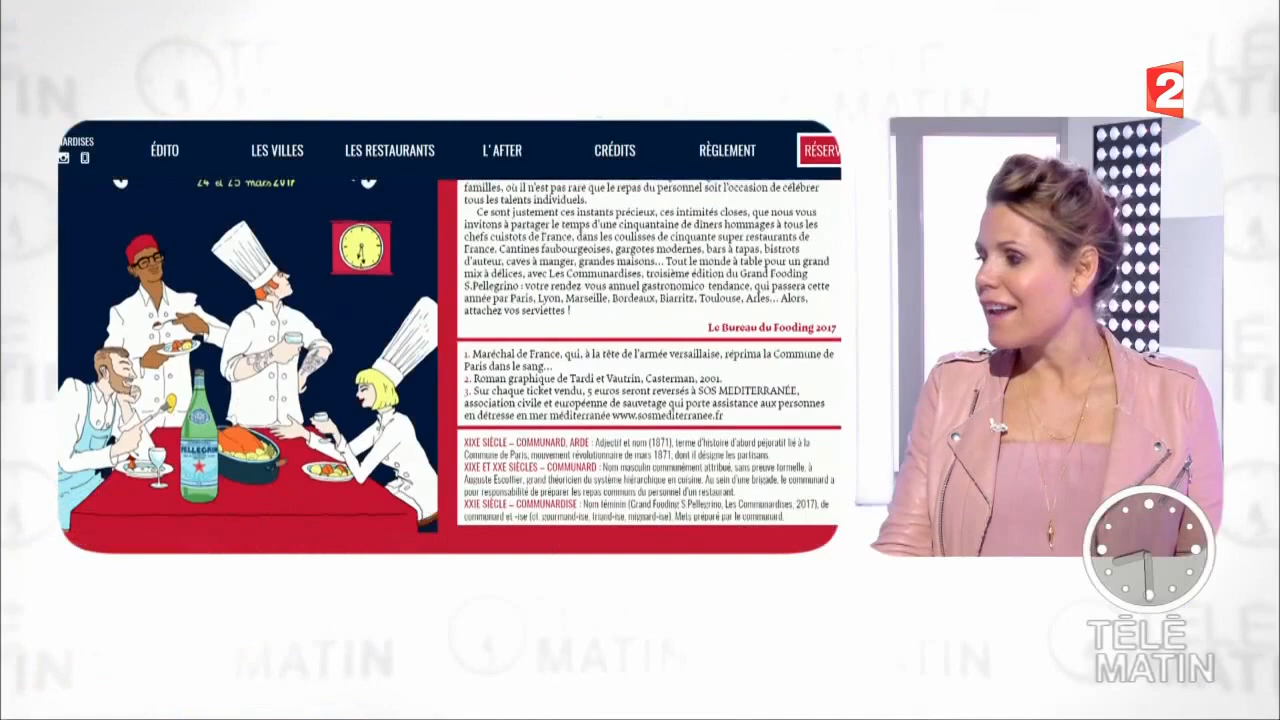 2
ARDISES
ÉDITO
LES VILLES
LES RESTAURANTS
L'AFTER
CRÉDITS
RÈGLEMENT
RÉSERV
24 et 25 mars 2017
familles, où il n'est pas rare que le repas du personnel soit l'occasion de célébrer
tous les talents individuels.
Ce sont justement ces instants précieux, ces intimités closes, que nous vous
invitons à partager le temps d'une cinquantaine de dîners hommages à tous les
chefs cuistots de France, dans les coulisses de cinquante super restaurants de
France. Cantines faubourgeoises, gargotes modernes, bars à tapas, bistrots
d'auteur, caves à manger, grandes maisons... Tout le monde à table pour un grand
mix à délices, avec Les Communardises, troisième édition du Grand Fooding
S.Pellegrino : votre rendez-vous annuel gastronomico-tendance, qui passera cette
année par Paris, Lyon, Marseille, Bordeaux, Biarritz, Toulouse, Arles... Alors,
attachez vos serviettes !
Le Bureau du Fooding 2017
1. Maréchal de France, qui, à la tête de l'armée versaillaise, réprima la Commune de
Paris dans le sang...
2. Roman graphique de Tardi et Vautrin, Casterman, 2001.
3. Sur chaque ticket vendu, 5 euros seront reversés à SOS MEDITERRANÉE,
association civile et européenne de sauvetage qui porte assistance aux personnes
en détresse en mer méditerranée www.sosmediterranee.fr
XIXE SIÈCLE – COMMUNARD, ARDE : Adjectif et nom (1871), terme d'histoire d'abord péjoratif lié à la
Commune de Paris, mouvement révolutionnaire de mars 1871, dont il désigne les partisans.
XIXE ET XXE SIÈCLES – COMMUNARD : Nom masculin communément attribué, sans preuve formelle, à
Auguste Escoffier, grand théoricien du système hiérarchique en cuisine. Au sein d'une brigade, le communard a
pour responsabilité de préparer les repas communs du personnel d'un restaurant.
XXIE SIÈCLE – COMMUNARDISE : Nom féminin (Grand Fooding S.Pellegrino, Les Communardises, 2017), de
communard et -ise (cf. gourmand-ise, friand-ise, mignard-ise). Mets préparé par le communard.
PELLEGRIN
TÉLÉ
MATIN